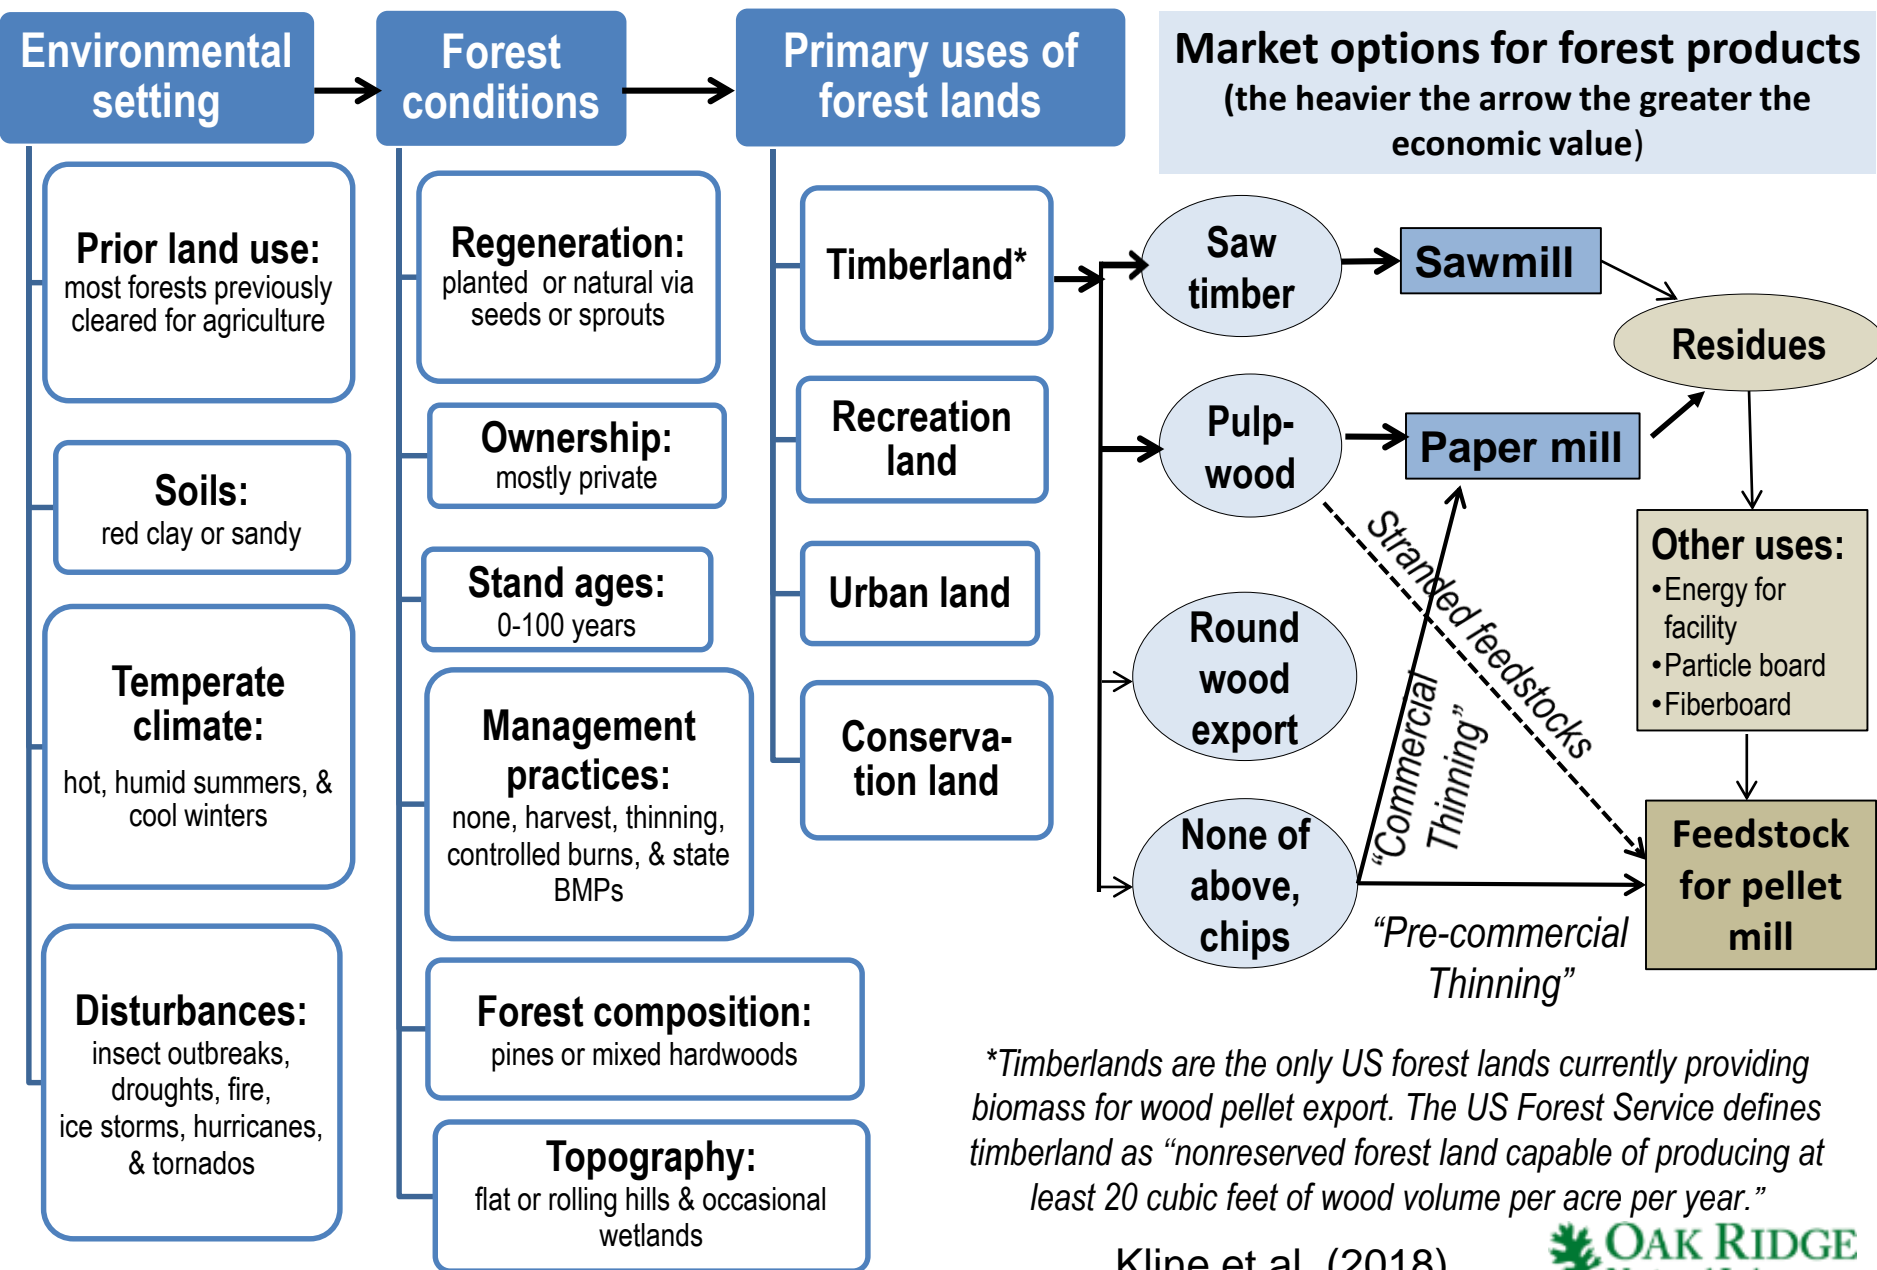 Environmental
setting
Forest
conditions
Primary uses of
forest lands
Market options for forest products
(the heavier the arrow the greater the
economic value)
Prior land use:
most forests previously
cleared for agriculture
Soils:
red clay or sandy
Temperate
climate:
hot, humid summers, &
cool winters
Disturbances:
insect outbreaks,
droughts, fire,
ice storms, hurricanes,
& tornados
Regeneration:
planted or natural via
seeds or sprouts
Ownership:
mostly private
Stand ages:
0-100 years
Management
practices:
none, harvest, thinning,
controlled burns, & state
BMPs
Forest composition:
pines or mixed hardwoods
Topography:
flat or rolling hills & occasional
wetlands
Timberland*
Recreation
land
Urban land
Conserva-
tion land
Saw
timber
Pulp-
wood
Round
wood
export
None of
above,
chips
Sawmill
Paper mill
Residues
Stranded feedstocks
“Commercial
Thinning”
“Pre-commercial
Thinning”
Other uses:
•Energy for
facility
•Particle board
•Fiberboard
Feedstock
for pellet
mill
*Timberlands are the only US forest lands currently providing
biomass for wood pellet export. The US Forest Service defines
timberland as “nonreserved forest land capable of producing at
least 20 cubic feet of wood volume per acre per year.”
Kline et al. (2018)
OAK RIDGE